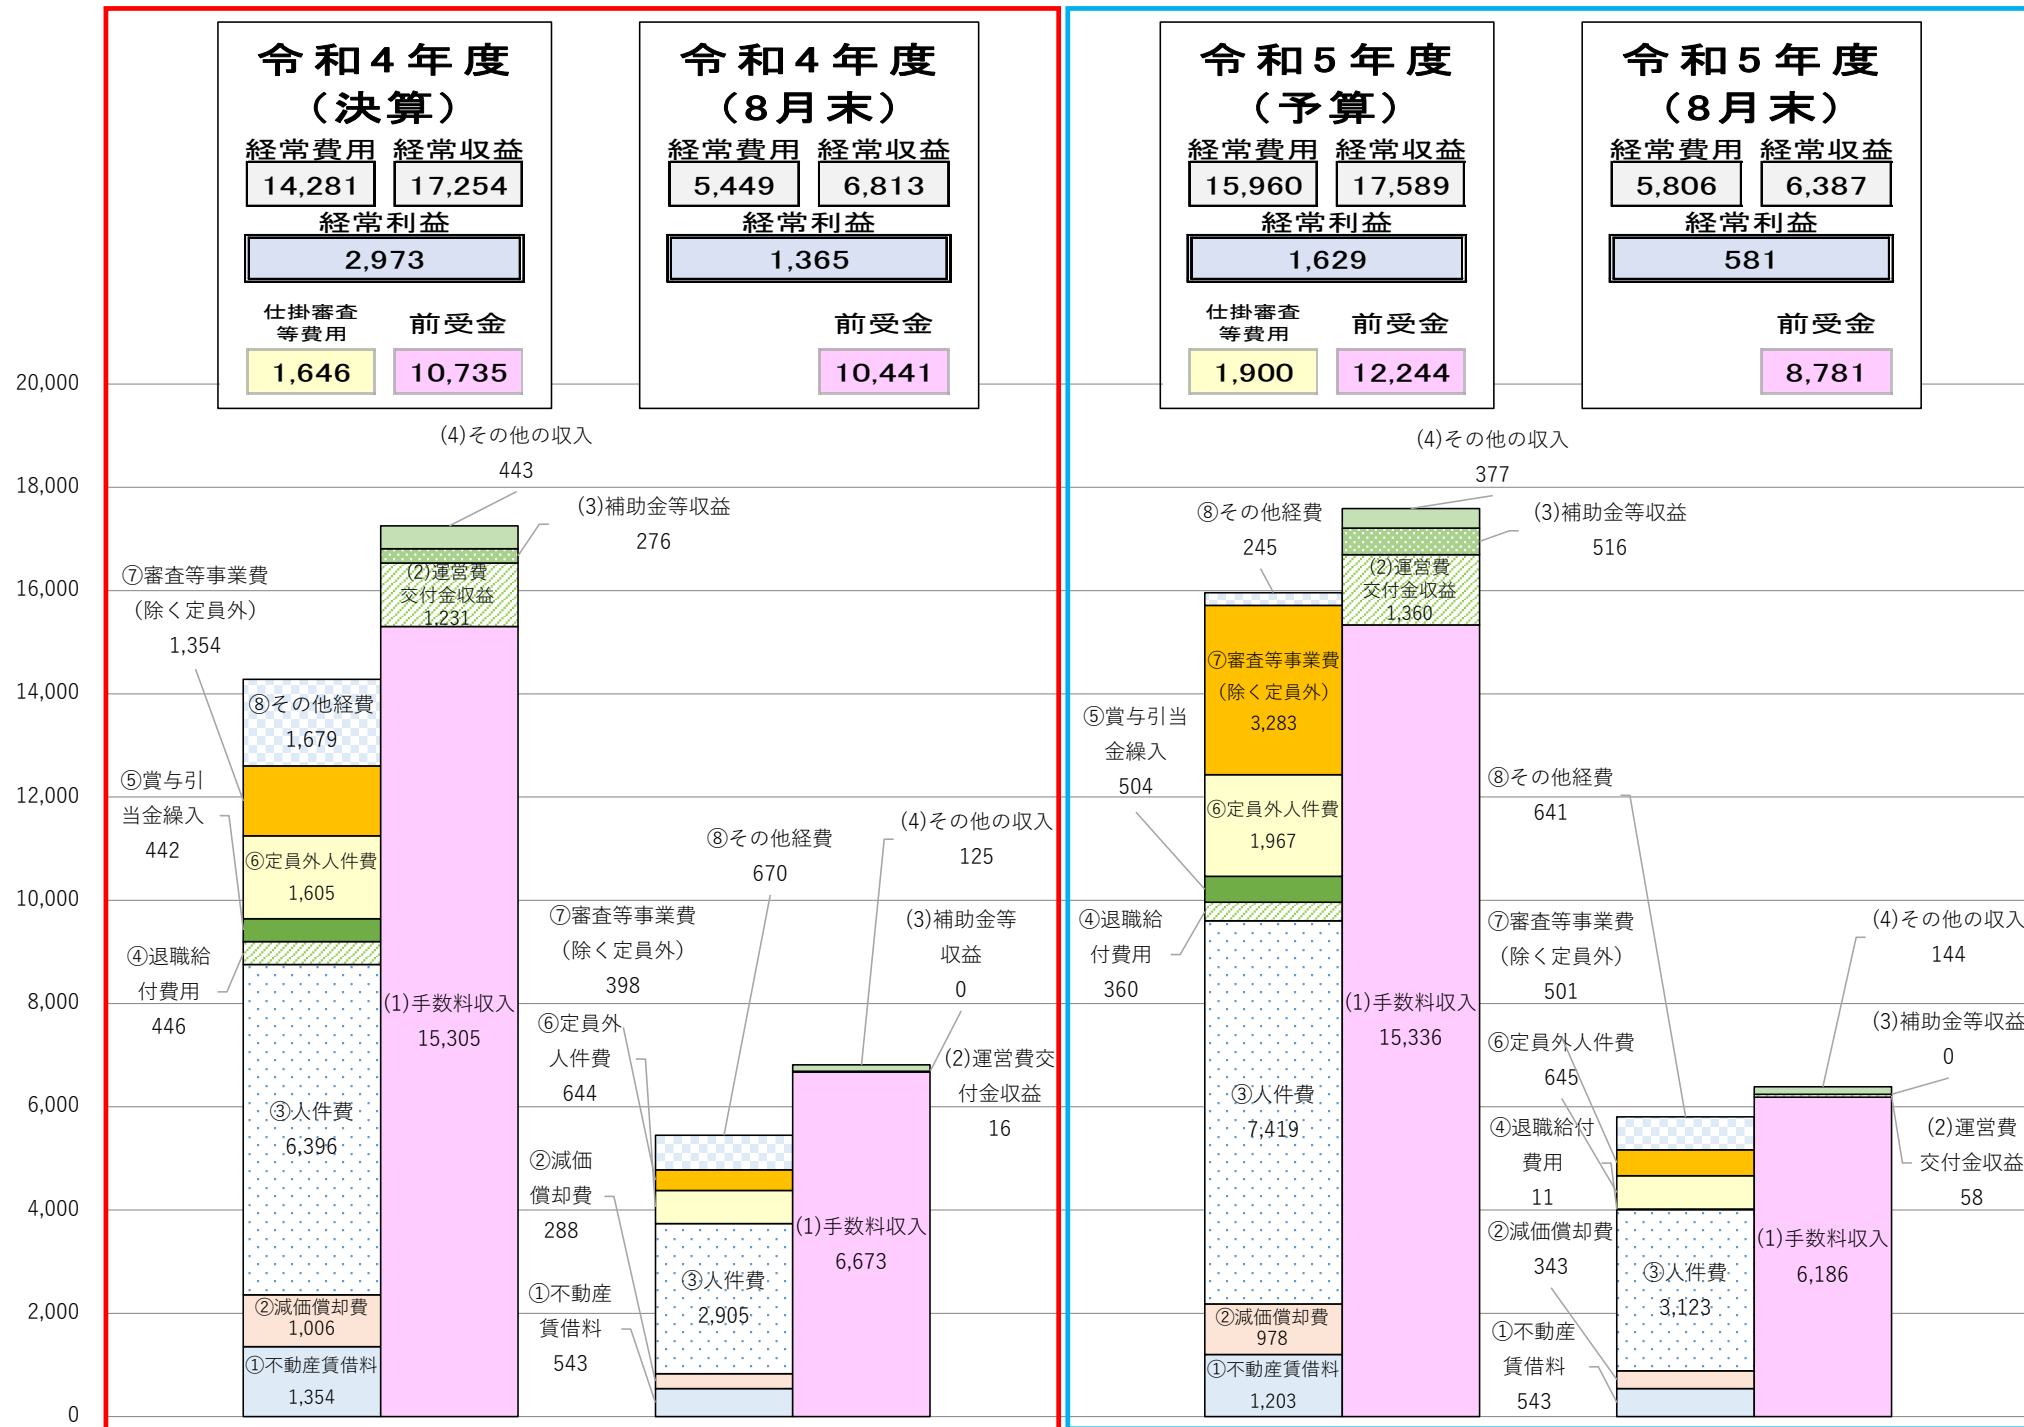 令和4年度
（決算）
経常費用 経常収益
14,281 17,254
経常利益
2,973
仕掛審査
等費用
前受金
1,646 10,735
令和4年度
（8月末）
経常費用 経常収益
5,449 6,813
経常利益
1,365
前受金
10,441
令和5年度
（予算）
経常費用 経常収益
15,960 17,589
経常利益
1,629
仕掛審査
等費用
前受金
1,900 12,244
令和5年度
（8月末）
経常費用 経常収益
5,806 6,387
経常利益
581
前受金
8,781
20,000
18,000
16,000
14,000
12,000
10,000
8,000
6,000
4,000
2,000
0
(4)その他の収入
443
(3)補助金等収益
276
(2)運営費
交付金収益
1,231
(1)手数料収入
15,305
⑦審査等事業費
（除く定員外）
1,354
⑧その他経費
1,679
⑤賞与引
当金繰入
442
⑥定員外人件費
1,605
④退職給
付費用
446
③人件費
6,396
②減価償却費
1,006
①不動産賃借料
1,354
⑧その他経費
670
⑦審査等事業費
（除く定員外）
398
⑥定員外
人件費
644
②減価
償却費
288
①不動産
賃借料
543
③人件費
2,905
(4)その他の収入
125
(3)補助金等
収益
0
(2)運営費交
付金収益
16
(1)手数料収入
6,673
(4)その他の収入
377
(3)補助金等収益
516
(2)運営費
交付金収益
1,360
(1)手数料収入
15,336
⑧その他経費
245
⑦審査等事業費
（除く定員外）
3,283
⑤賞与引当
金繰入
504
⑥定員外人件費
1,967
④退職給
付費用
360
③人件費
7,419
②減価償却費
978
①不動産賃借料
1,203
⑧その他経費
641
⑦審査等事業費
（除く定員外）
501
⑥定員外人件費
645
④退職給付
費用
11
②減価償却費
343
①不動産
賃借料
543
③人件費
3,123
(4)その他の収入
144
(3)補助金等収益
0
(2)運営費
交付金収益
58
(1)手数料収入
6,186